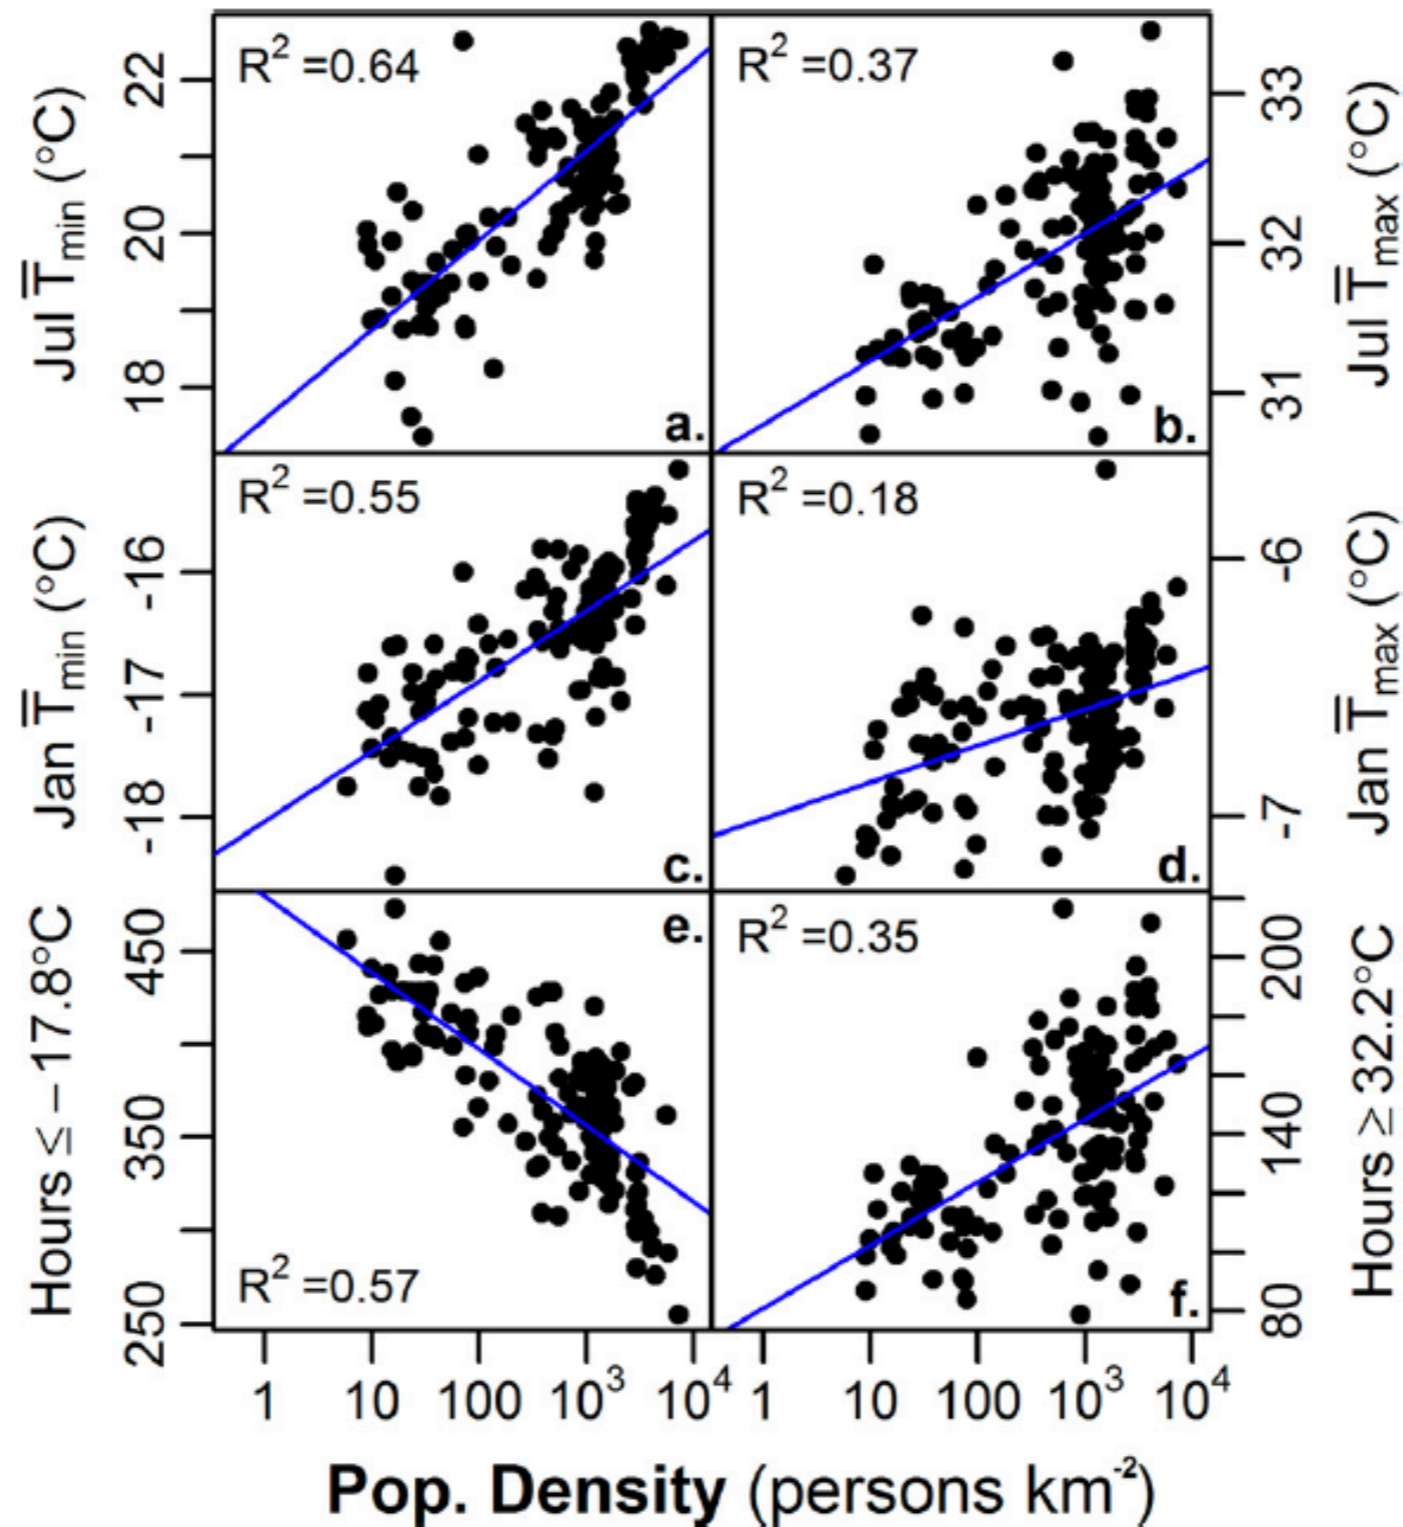 R² =0.64
R² =0.37
Jul T̿min (°C)
22
20
18
a.
b.
33
32
31
Jul T̿max (°C)
R² =0.55
R² =0.18
Jan T̿min (°C)
-16
-17
-18
c.
d.
-6
-7
Jan T̿max (°C)
e.
R² =0.35
Hours ≤ −17.8°C
450
350
250
R² =0.57
f.
200
140
80
Hours ≥ 32.2°C
1 10 100 10³ 10⁴ 1 10 100 10³ 10⁴
Pop. Density (persons km⁻²)